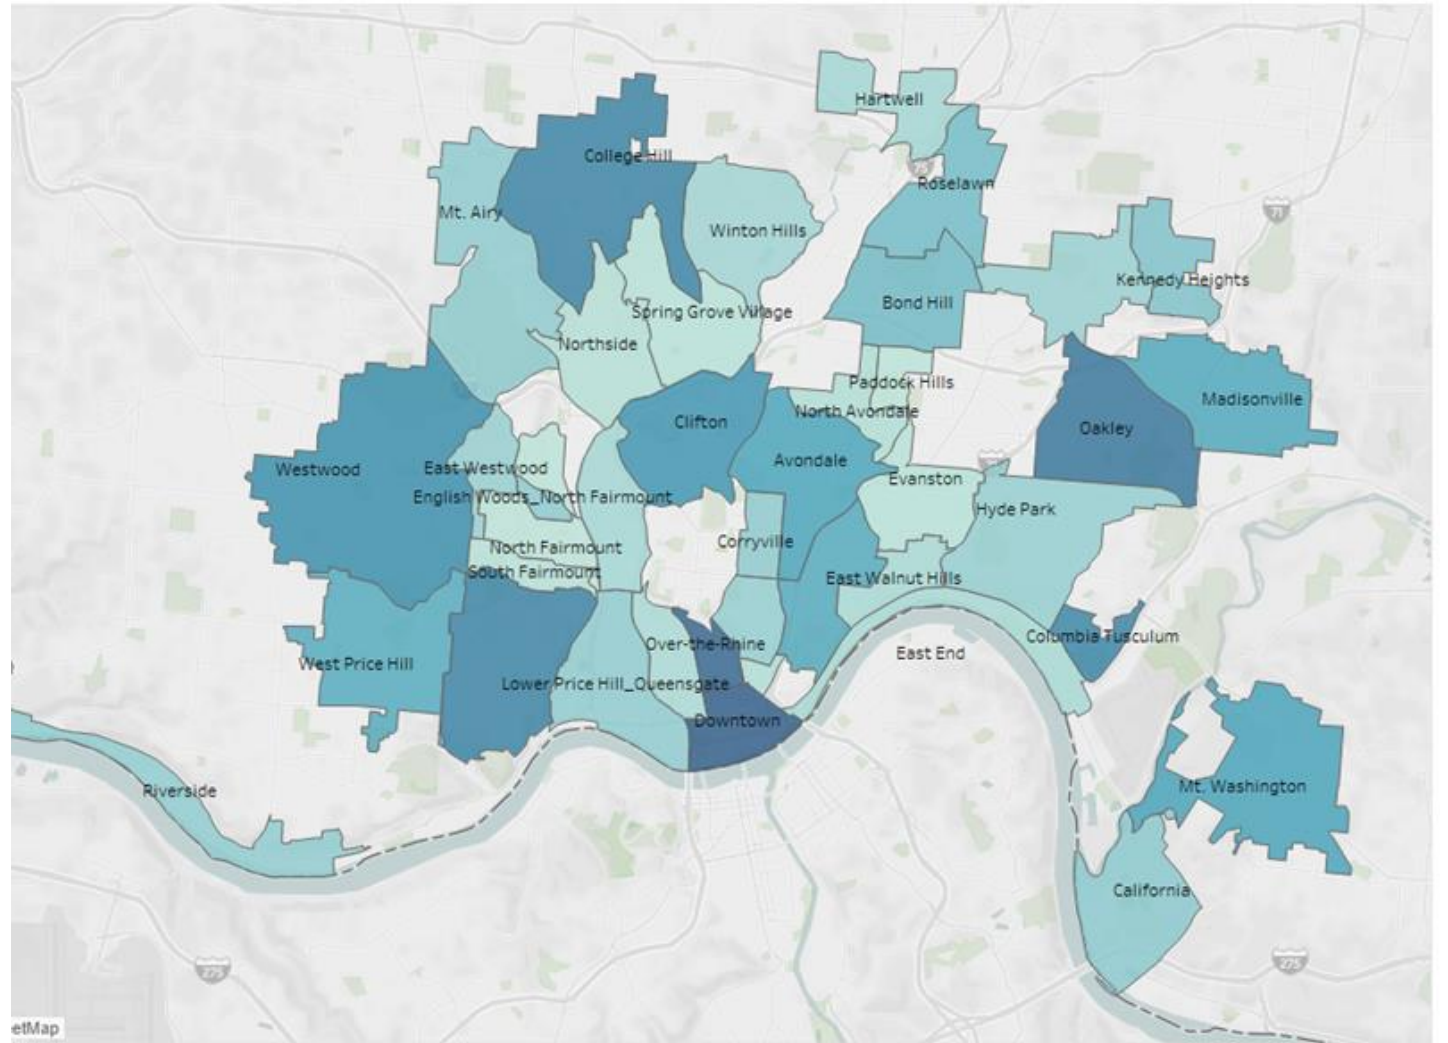 Hartwell
College Hill
Roselawn
71
Mt. Airy
Winton Hills
Kennedy Heights
Bond Hill
Spring Grove Village
Northside
Paddock Hills
Madisonville
North Avondale
Clifton
Oakley
Avondale
Westwood
East Westwood
Evanston
English Woods_North Fairmount
Hyde Park
Corryville
North Fairmount
South Fairmount
East Walnut Hills
Columbia Tusculum
Over-the-Rhine
East End
West Price Hill
Lower Price Hill_Queensgate
Downtown
Mt. Washington
Riverside
California
275
275
etMap